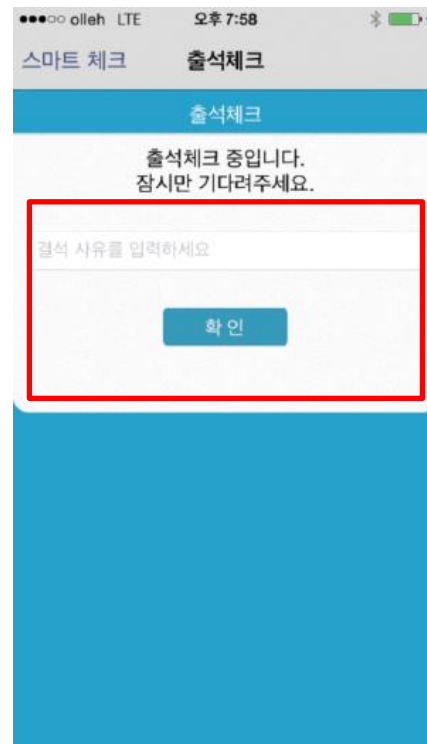 olleh LTE 오후 7:58
스마트 체크 출석체크
출석체크
출석체크 중입니다.
잠시만 기다려주세요.
결석 사유를 입력하세요
확 인